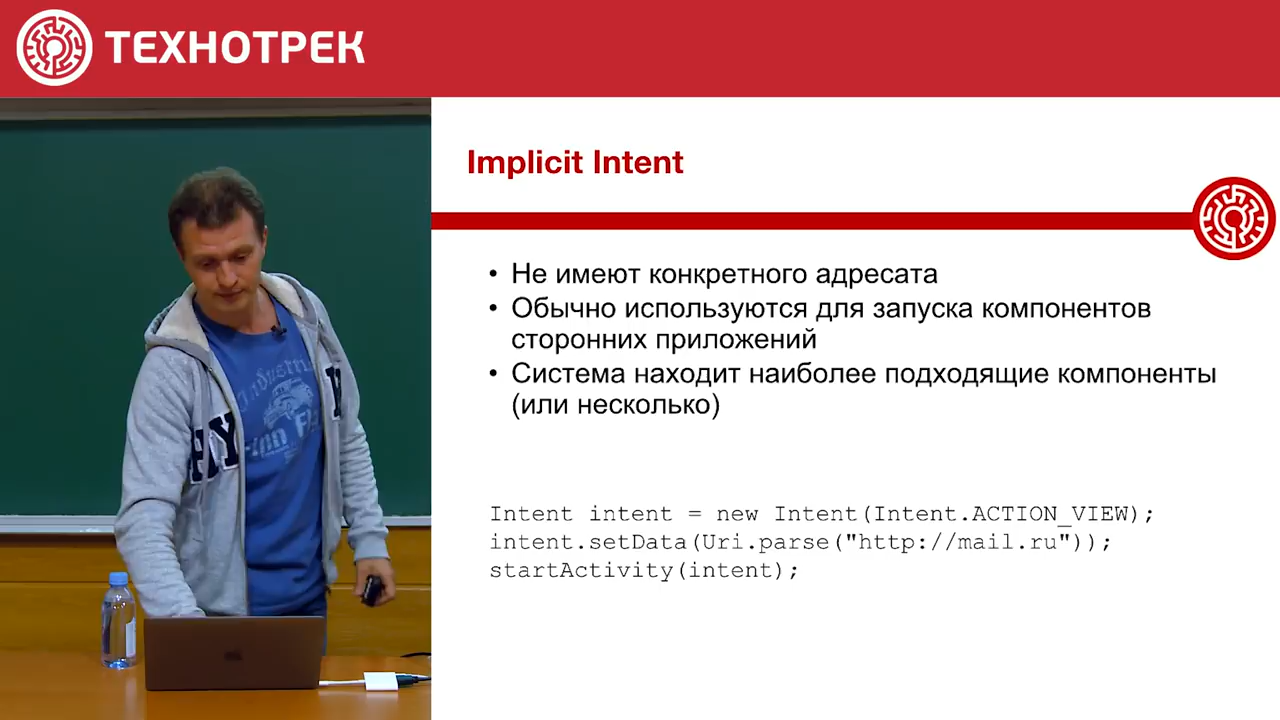 ТЕХНОТРЕК
Implicit Intent
• Не имеют конкретного адресата
• Обычно используются для запуска компонентов
сторонних приложений
• Система находит наиболее подходящие компоненты
(или несколько)
Intent intent = new Intent(Intent.ACTION_VIEW);
intent.setData(Uri.parse("http://mail.ru"));
startActivity(intent);